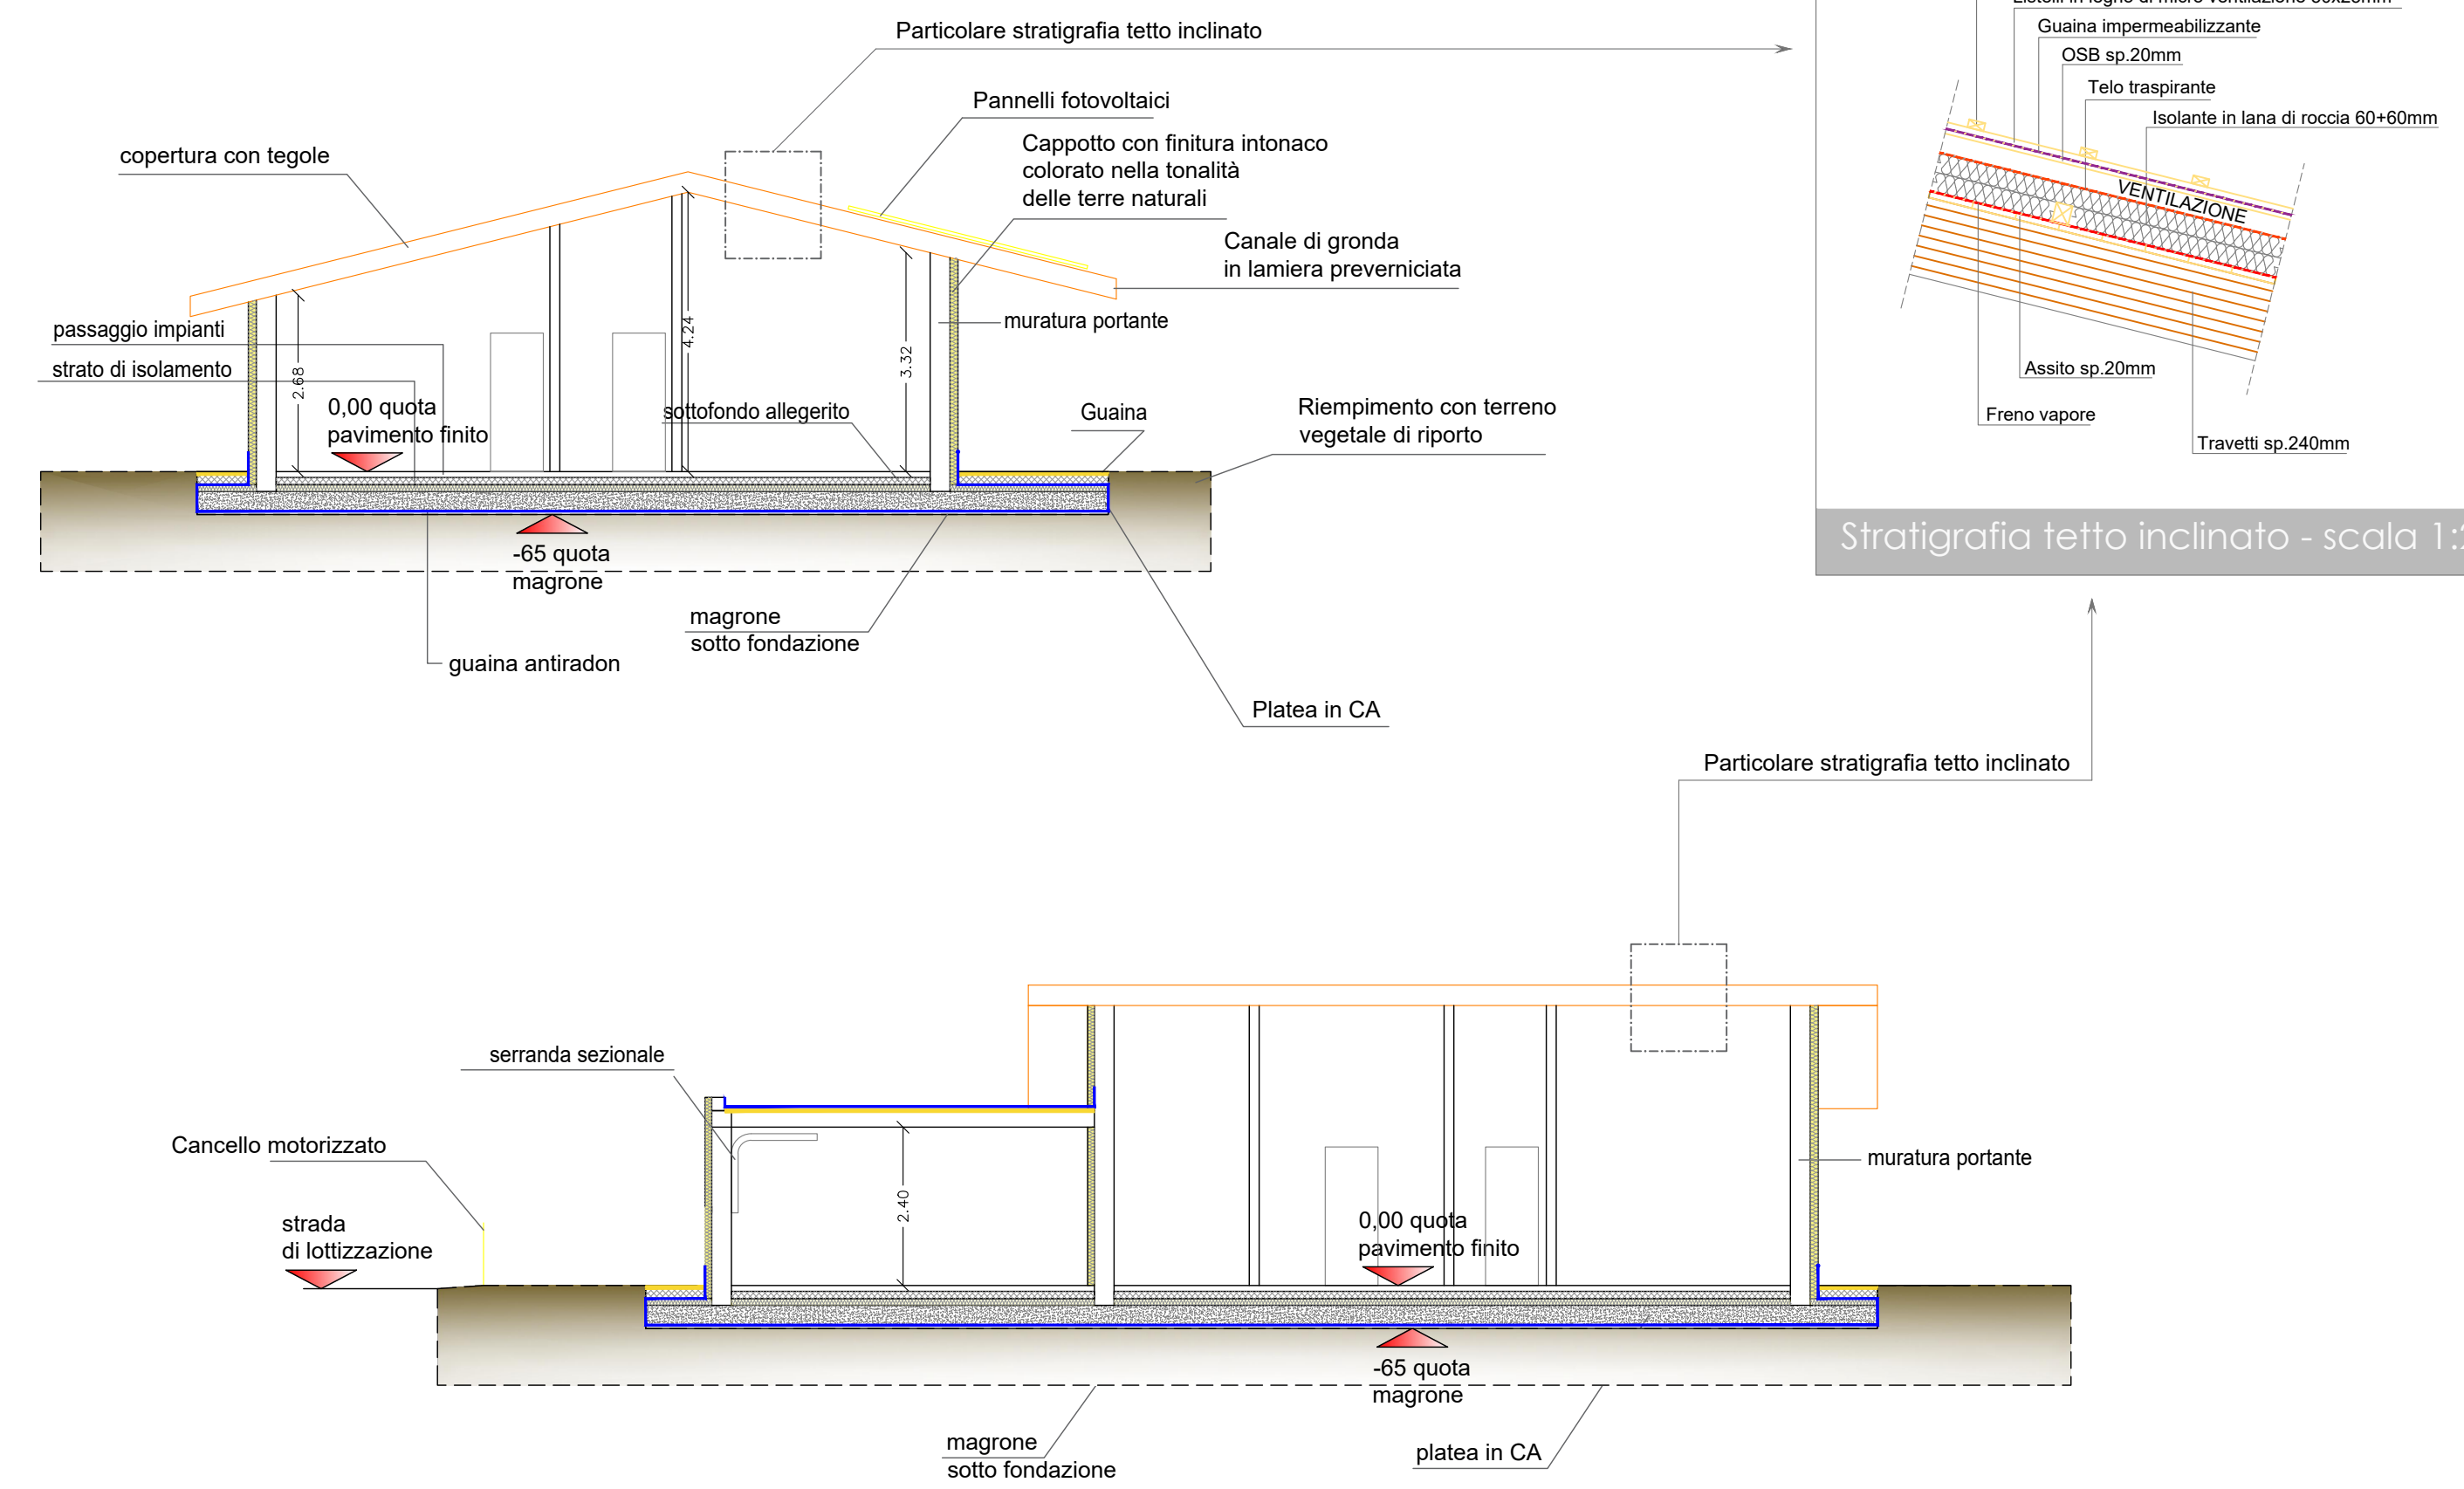 Particolare stratigrafia tetto inclinato
Pannelli fotovoltaici
Cappotto con finitura intonaco
colorato nella tonalità
delle terre naturali
copertura con tegole
Canale di gronda
in lamiera preverniciata
muratura portante
passaggio impianti
strato di isolamento
2.68
4.24
3.32
0,00 quota
pavimento finito
sottofondo allegerito
Guaina
Riempimento con terreno
vegetale di riporto
-65 quota
magrone
magrone
sotto fondazione
guaina antiradon
Platea in CA
Guaina impermeabilizzante
OSB sp.20mm
Telo traspirante
Isolante in lana di roccia 60+60mm
VENTILAZIONE
Assito sp.20mm
Freno vapore
Travetti sp.240mm
Stratigrafia tetto inclinato - scala 1:
Particolare stratigrafia tetto inclinato
serranda sezionale
Cancello motorizzato
strada
di lottizzazione
2.40
0,00 quota
pavimento finito
muratura portante
-65 quota
magrone
magrone
sotto fondazione
platea in CA